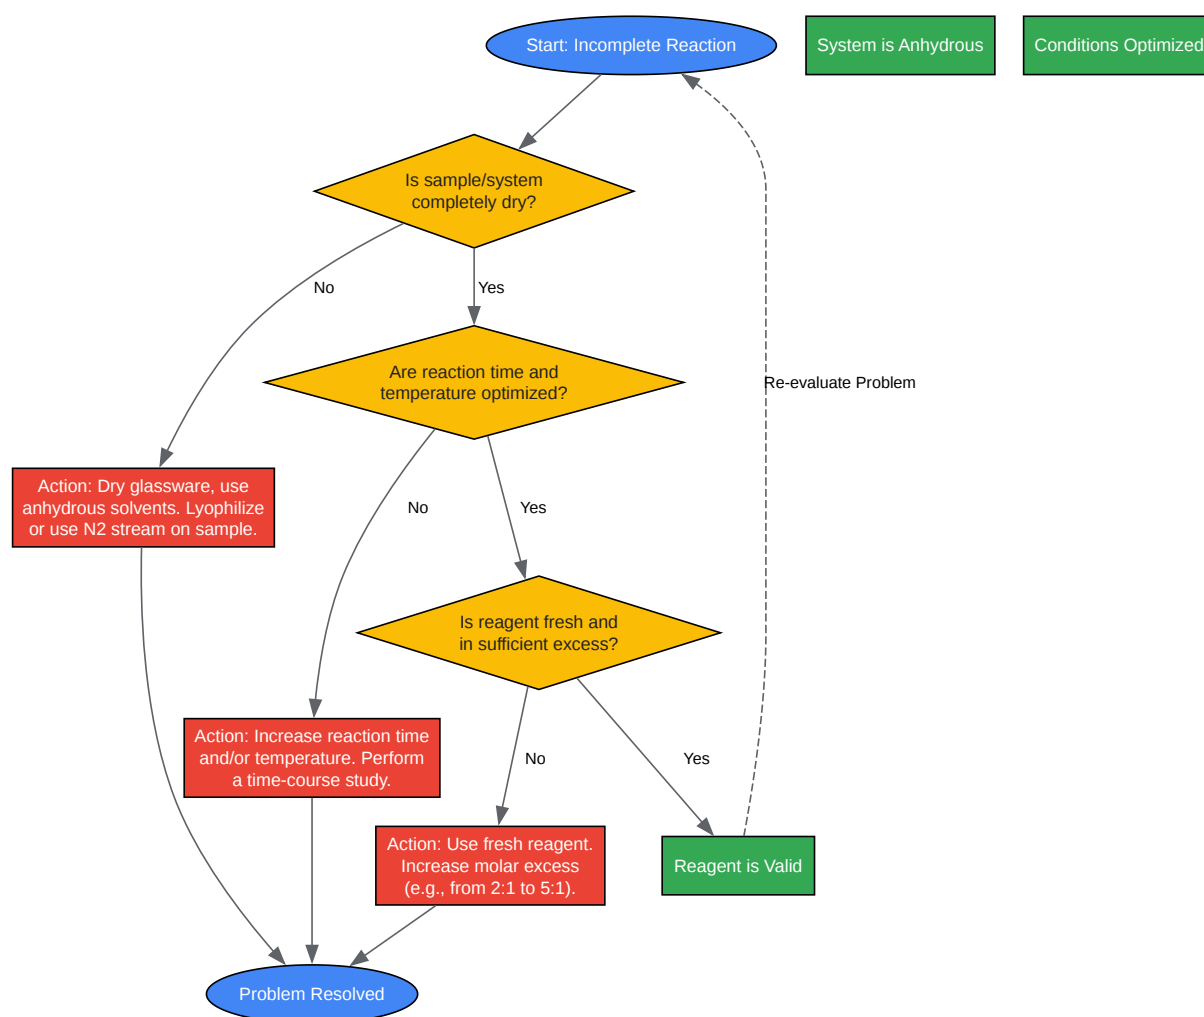 Start: Incomplete Reaction
System is Anhydrous
Conditions Optimized
Is sample/system
completely dry?
No
Yes
Are reaction time and
temperature optimized?
Re-evaluate Problem
Action: Dry glassware, use
anhydrous solvents. Lyophilize
or use N2 stream on sample.
No
Yes
Is reagent fresh and
in sufficient excess?
Action: Increase reaction time
and/or temperature. Perform
a time-course study.
No
Yes
Action: Use fresh reagent.
Increase molar excess
(e.g., from 2:1 to 5:1).
Reagent is Valid
Problem Resolved